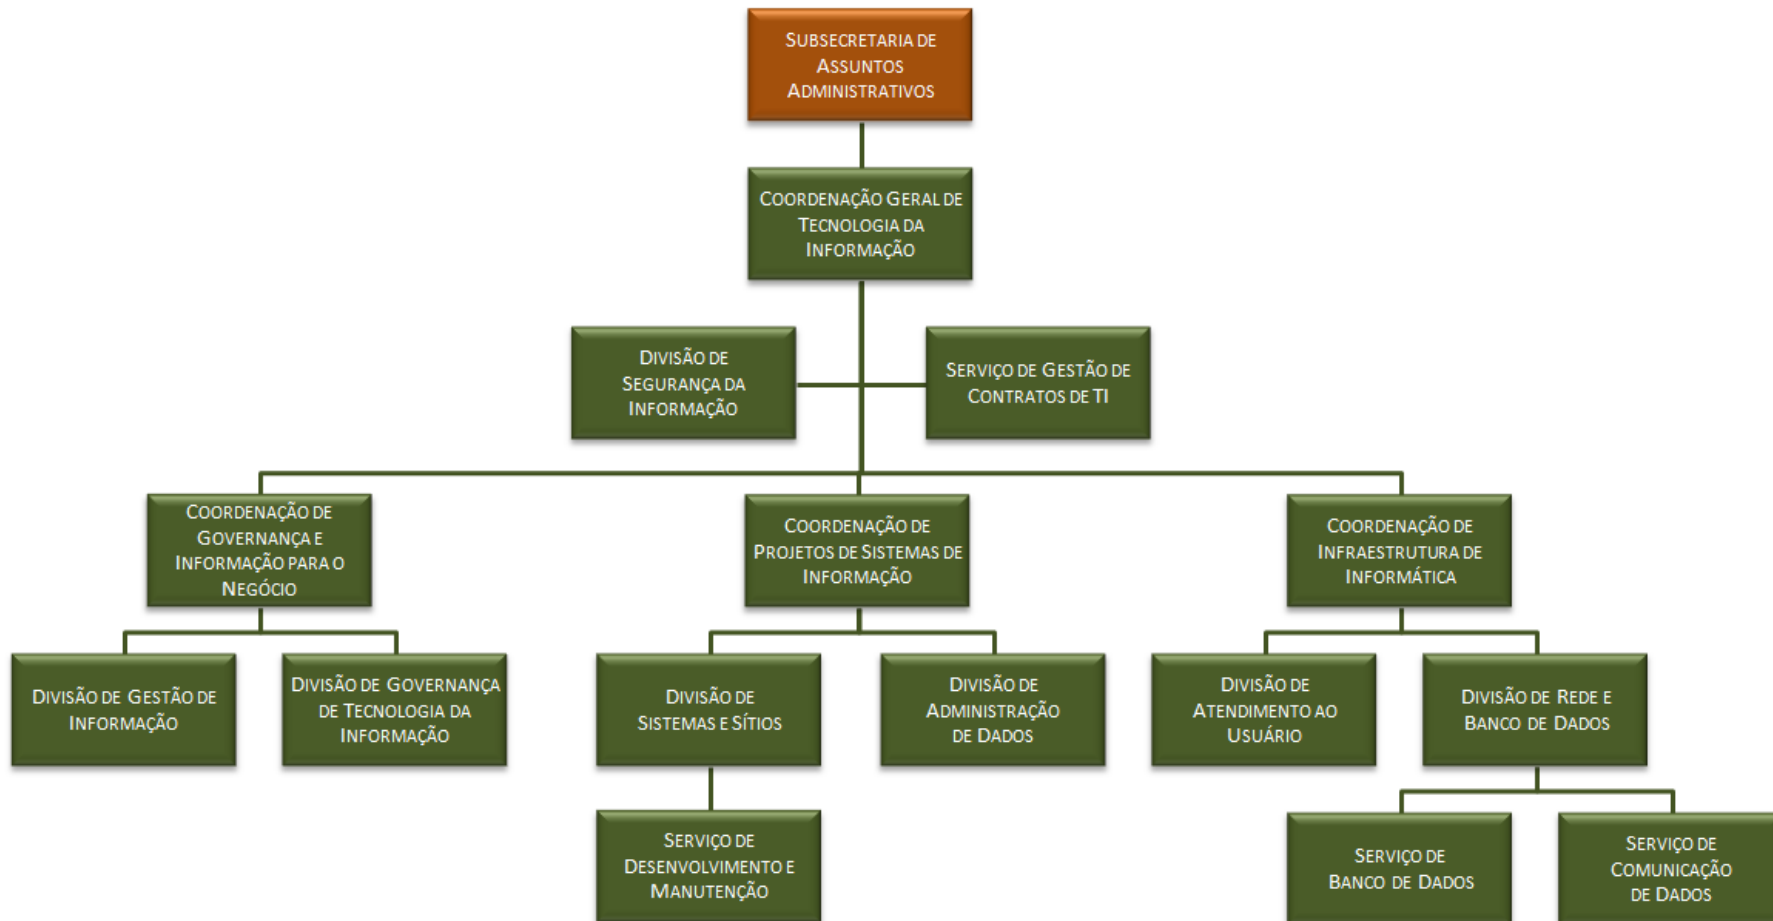 SUBSECRETARIA DE
ASSUNTOS
ADMINISTRATIVOS
COORDENAÇÃO GERAL DE
TECNOLOGIA DA
INFORMAÇÃO
DIVISÃO DE
SEGURANÇA DA
INFORMAÇÃO
SERVIÇO DE GESTÃO DE
CONTRATOS DE TI
COORDENAÇÃO DE
GOVERNANÇA E
INFORMAÇÃO PARA O
NEGÓCIO
COORDENAÇÃO DE
PROJETOS DE SISTEMAS DE
INFORMAÇÃO
COORDENAÇÃO DE
INFRAESTRUTURA DE
INFORMÁTICA
DIVISÃO DE GESTÃO DE
INFORMAÇÃO
DIVISÃO DE GOVERNANÇA
DE TECNOLOGIA DA
INFORMAÇÃO
DIVISÃO DE
SISTEMAS E SÍTIOS
DIVISÃO DE
ADMINISTRAÇÃO
DE DADOS
DIVISÃO DE
ATENDIMENTO AO
USUÁRIO
DIVISÃO DE REDE E
BANCO DE DADOS
SERVIÇO DE
DESENVOLVIMENTO E
MANUTENÇÃO
SERVIÇO DE
BANCO DE DADOS
SERVIÇO DE
COMUNICAÇÃO
DE DADOS